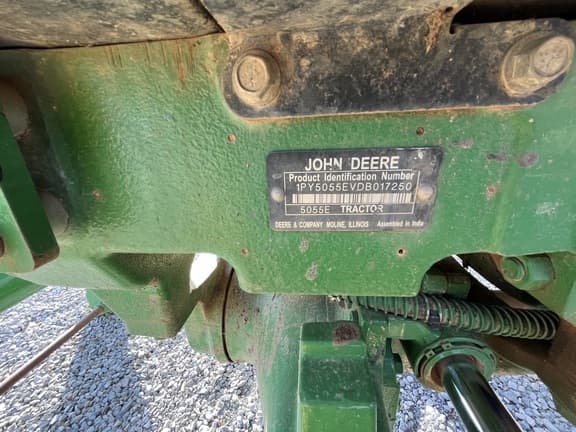 JOHN DEERE
Product Identification Number
1PY5055EVDB017250
5055E TRACTOR
DEERE & COMPANY MOLINE, ILLINOIS Assembled in India